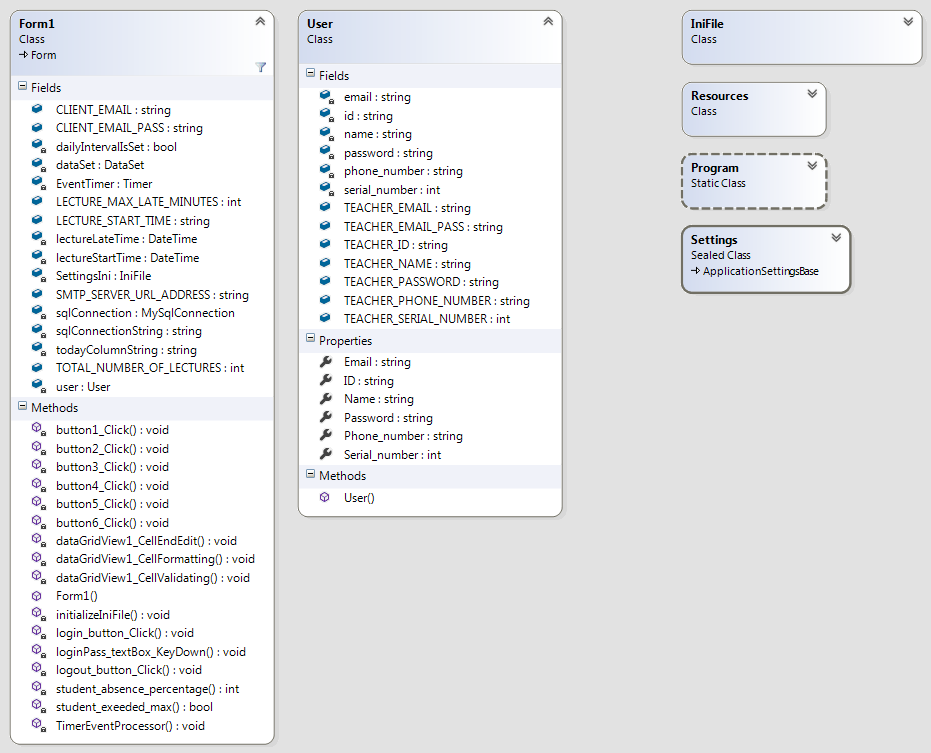 Form1
Class
Form
Fields
CLIENT_EMAIL : string
CLIENT_EMAIL_PASS : string
dailyIntervalIsSet : bool
dataSet : DataSet
EventTimer : Timer
LECTURE_MAX_LATE_MINUTES : int
LECTURE_START_TIME : string
lectureLateTime : DateTime
lectureStartTime : DateTime
SettingsIni : IniFile
SMTP_SERVER_URL_ADDRESS : string
sqlConnection : MySqlConnection
sqlConnectionString : string
todayColumnString : string
TOTAL_NUMBER_OF_LECTURES : int
user : User
Methods
button1_Click() : void
button2_Click() : void
button3_Click() : void
button4_Click() : void
button5_Click() : void
button6_Click() : void
dataGridView1_CellEndEdit() : void
dataGridView1_CellFormatting() : void
dataGridView1_CellValidating() : void
Form1()
initializeIniFile() : void
login_button_Click() : void
loginPass_textBox_KeyDown() : void
logout_button_Click() : void
student_absence_percentage() : int
student_exeeded_max() : bool
TimerEventProcessor() : void
User
Class
Fields
email : string
id : string
name : string
password : string
phone_number : string
serial_number : int
TEACHER_EMAIL : string
TEACHER_EMAIL_PASS : string
TEACHER_ID : string
TEACHER_NAME : string
TEACHER_PASSWORD : string
TEACHER_PHONE_NUMBER : string
TEACHER_SERIAL_NUMBER : int
Properties
Email : string
ID : string
Name : string
Password : string
Phone_number : string
Serial_number : int
Methods
User()
IniFile
Class
Resources
Class
Program
Static Class
Settings
Sealed Class
ApplicationSettingsBase